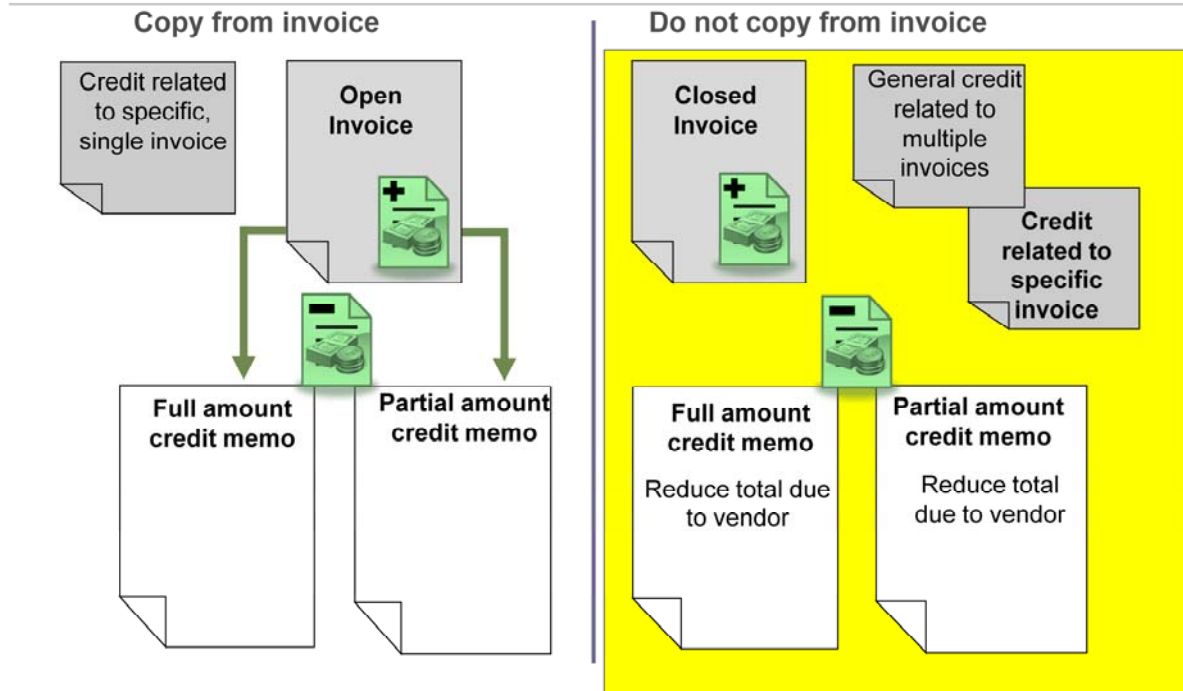 Copy from invoice
Credit related
to specific,
single invoice
Open
Invoice
Full amount
credit memo
Partial amount
credit memo
Do not copy from invoice
Closed
Invoice
General credit
related to
multiple
invoices
Credit
related to
specific
invoice
Full amount
credit memo
Reduce total due
to vendor
Partial amount
credit memo
Reduce total
due to vendor